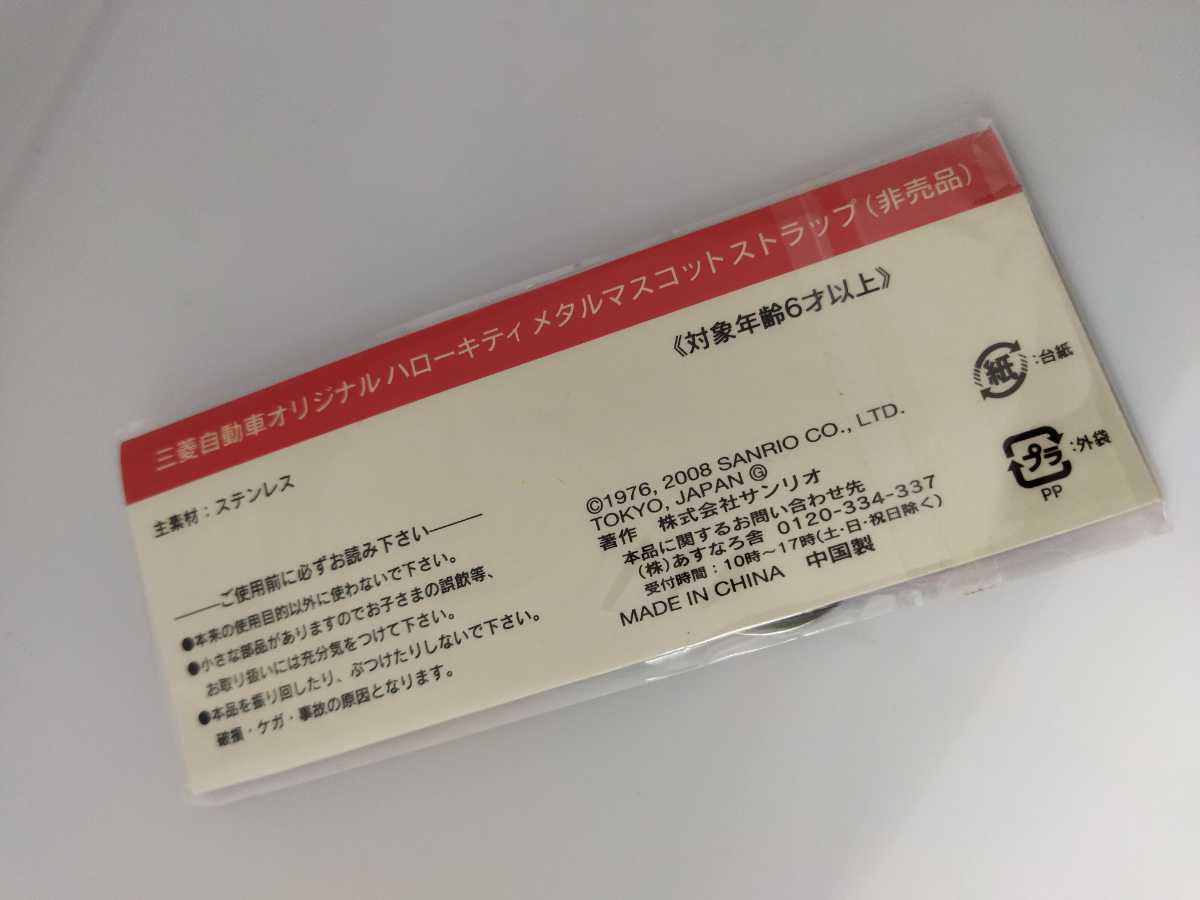 三菱自動車オリジナル ハローキティ メタルマスコットストラップ(非売品)
《対象年齢6才以上》
主素材：ステンレス
ご使用前に必ずお読み下さい
●本来の使用目的以外に使わないで下さい。
●小さな部品がありますのでお子さまの誤飲等、
お取り扱いには充分気をつけて下さい。
●本品を振り回したり、ぶつけたりしないで下さい。
破損・ケガ・事故の原因となります。
©1976, 2008 SANRIO CO., LTD.
TOKYO, JAPAN Ⓖ
著作 株式会社サンリオ
本品に関するお問い合わせ先
(株)あすなろ舎 0120-334-337
受付時間：10時～17時(土・日・祝日除く)
MADE IN CHINA 中国製
紙：台紙
プラ：外袋
PP